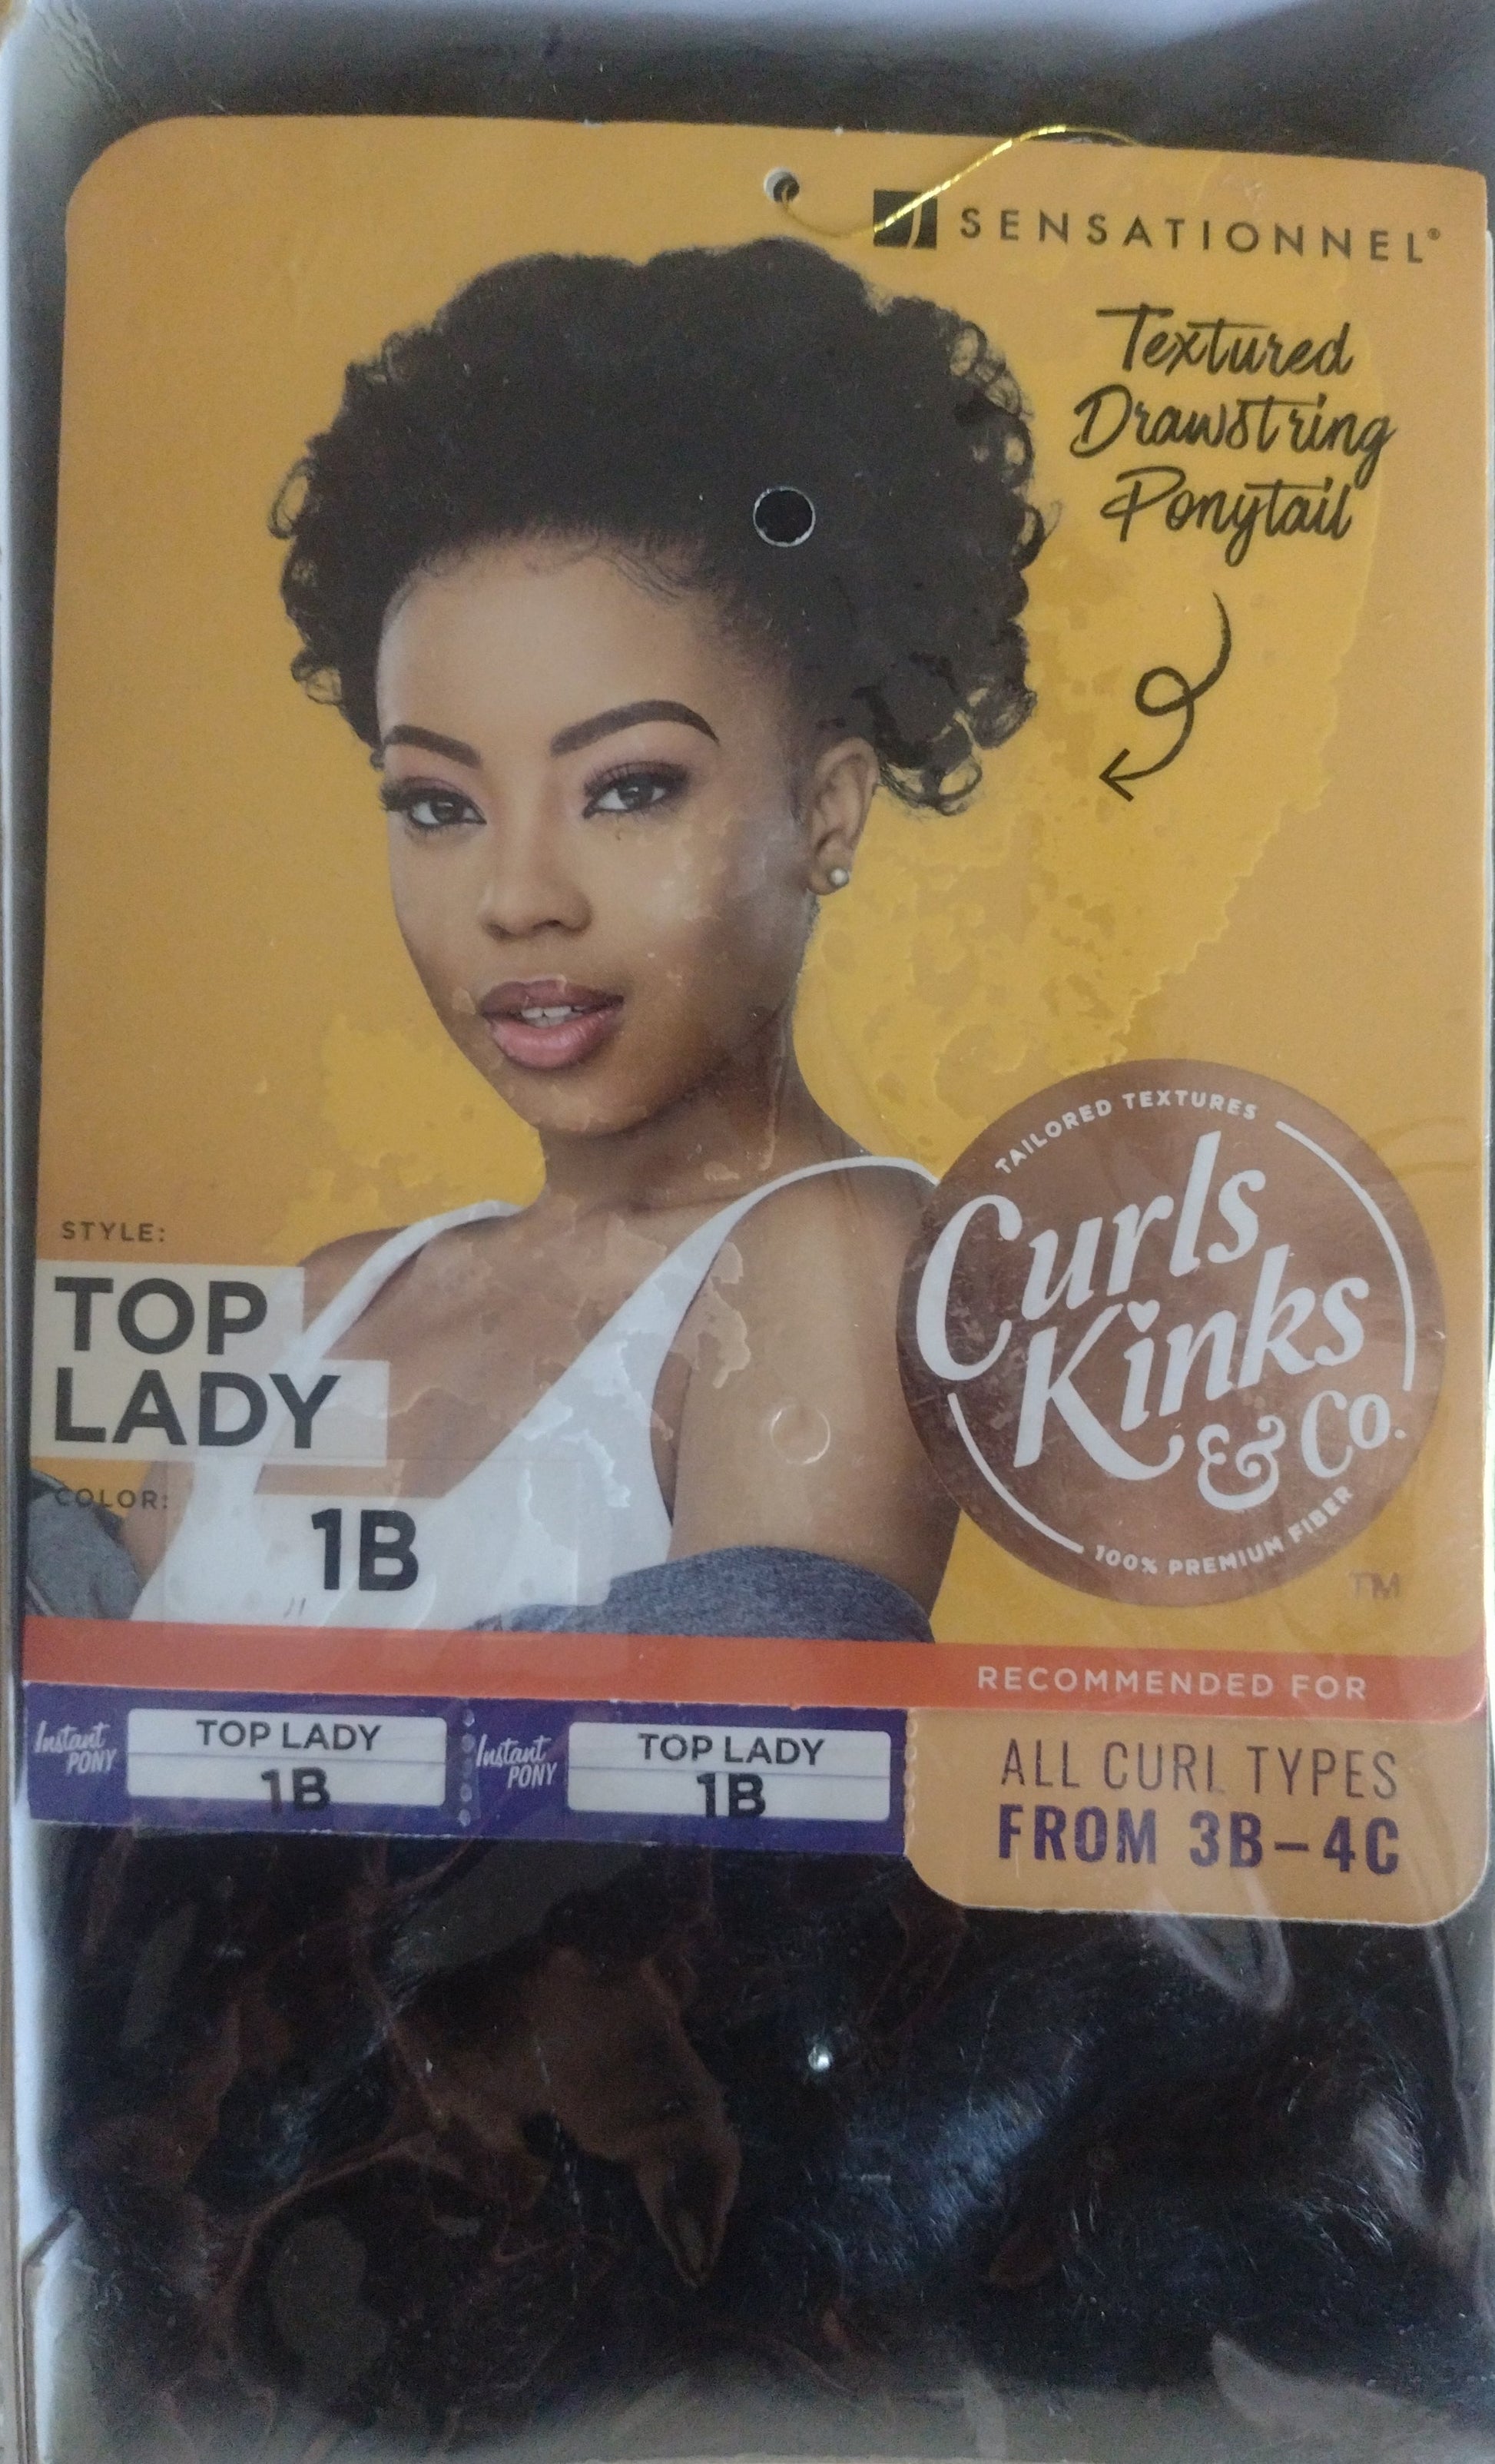 SENSATIONNEL®
Textured
Drawstring
Ponytail
TAILORED TEXTURES
Curls
Kinks
& Co.
100% PREMIUM FIBER
TM
STYLE:
TOP
LADY
COLOR:
1B
RECOMMENDED FOR
ALL CURL TYPES
FROM 3B–4C
Instant
PONY
TOP LADY
1B
Instant
PONY
TOP LADY
1B